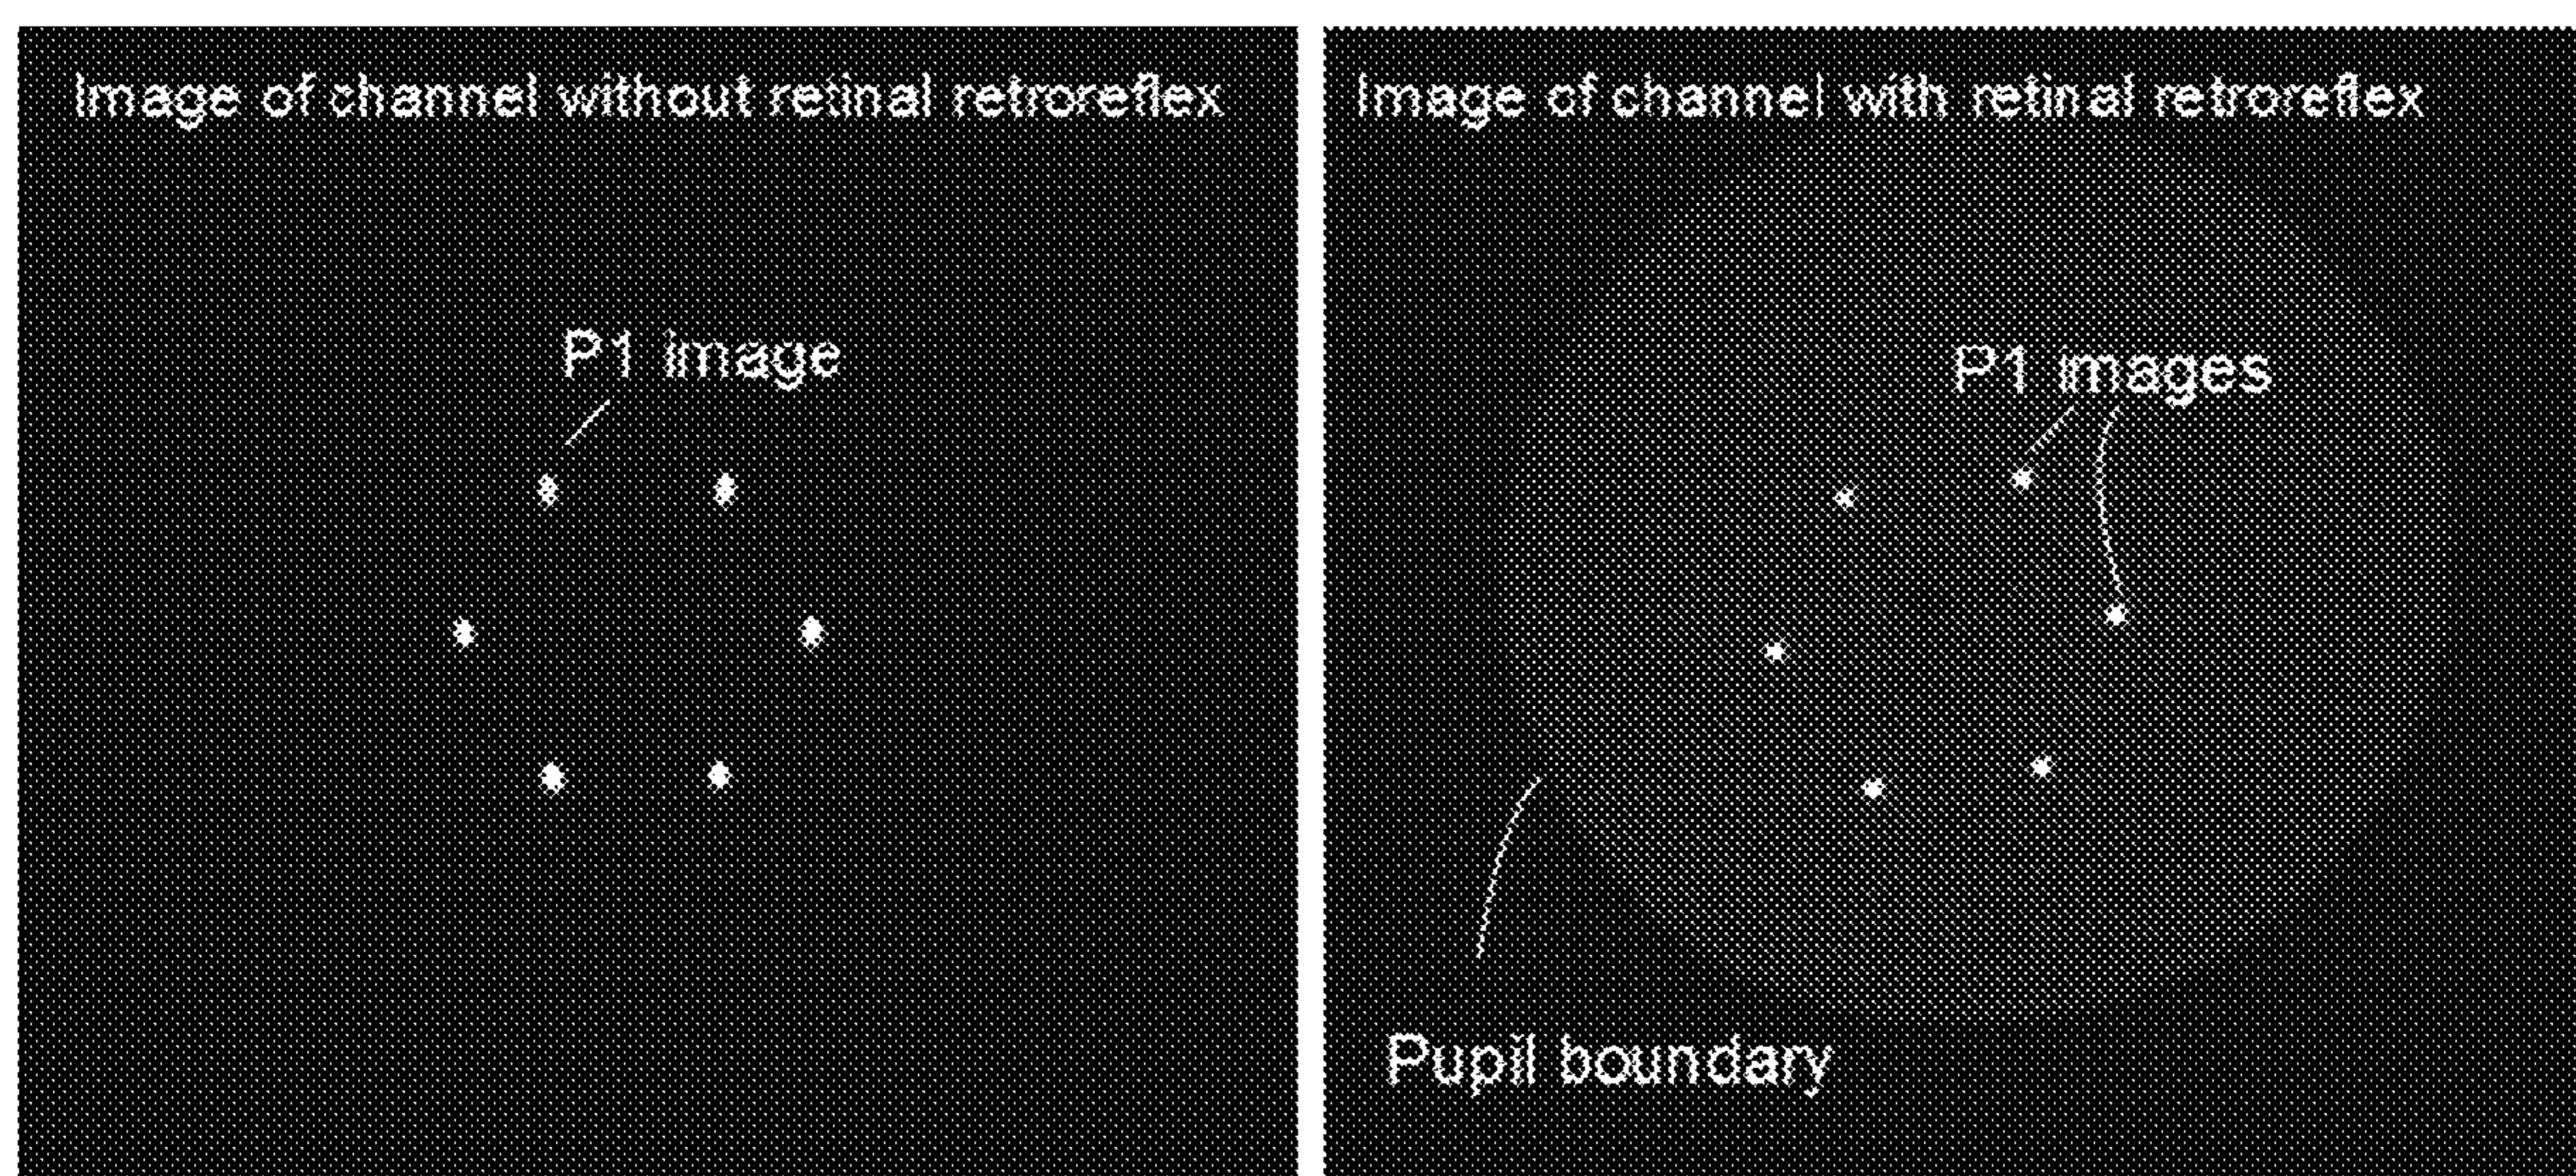 Image of channel without retinal retroreflex
P1 image
Image of channel with retinal retroreflex
P1 images
Pupil boundary